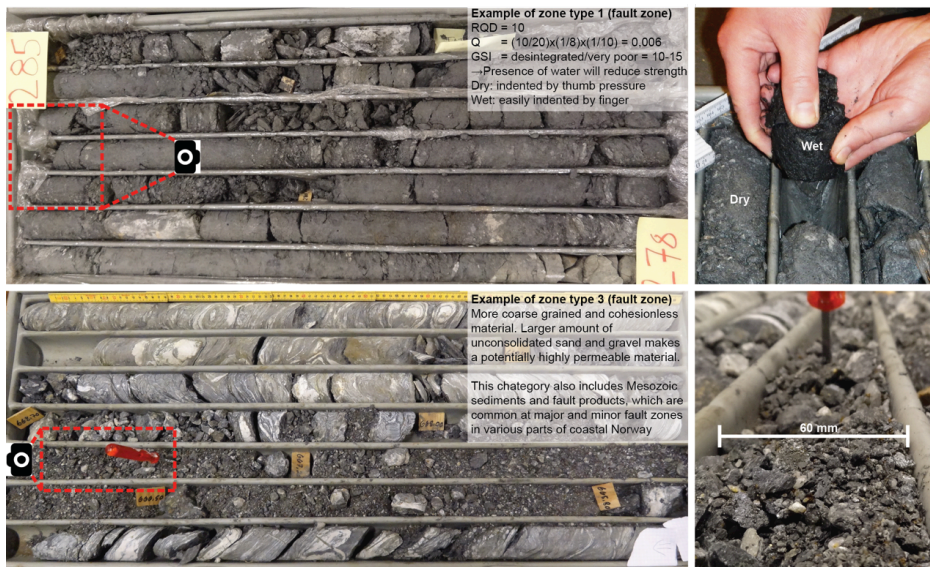 Example of zone type 1 (fault zone)
RQD = 10
Q = (10/20)x(1/8)x(1/10) = 0.006
GSI = desintegrated/very poor = 10-15
→Presence of water will reduce strength
Dry: indented by thumb pressure
Wet: easily indented by finger
285
278
Wet
Dry
Example of zone type 3 (fault zone)
More coarse grained and cohesionless
material. Larger amount of
unconsolidated sand and gravel makes
a potentially highly permeable material.
This chategory also includes Mesozoic
sediments and fault products, which are
common at major and minor fault zones
in various parts of coastal Norway
60 mm